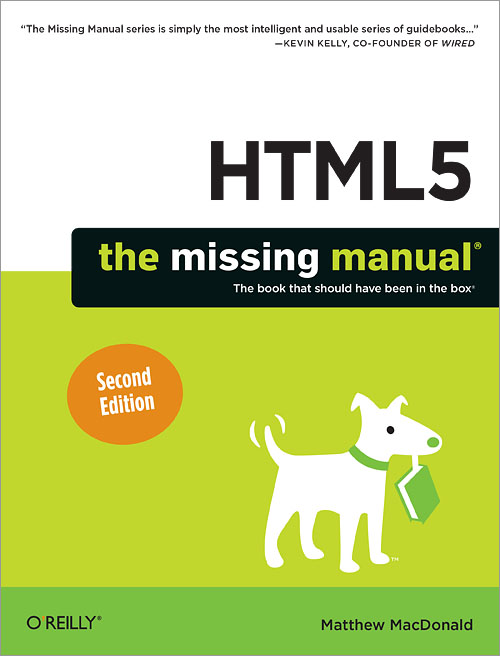 “The Missing Manual series is simply the most intelligent and usable series of guidebooks...”
—KEVIN KELLY, CO-FOUNDER OF WIRED
HTML5
the missing manual®
The book that should have been in the box®
Second
Edition
™
O REILLY®
Matthew MacDonald